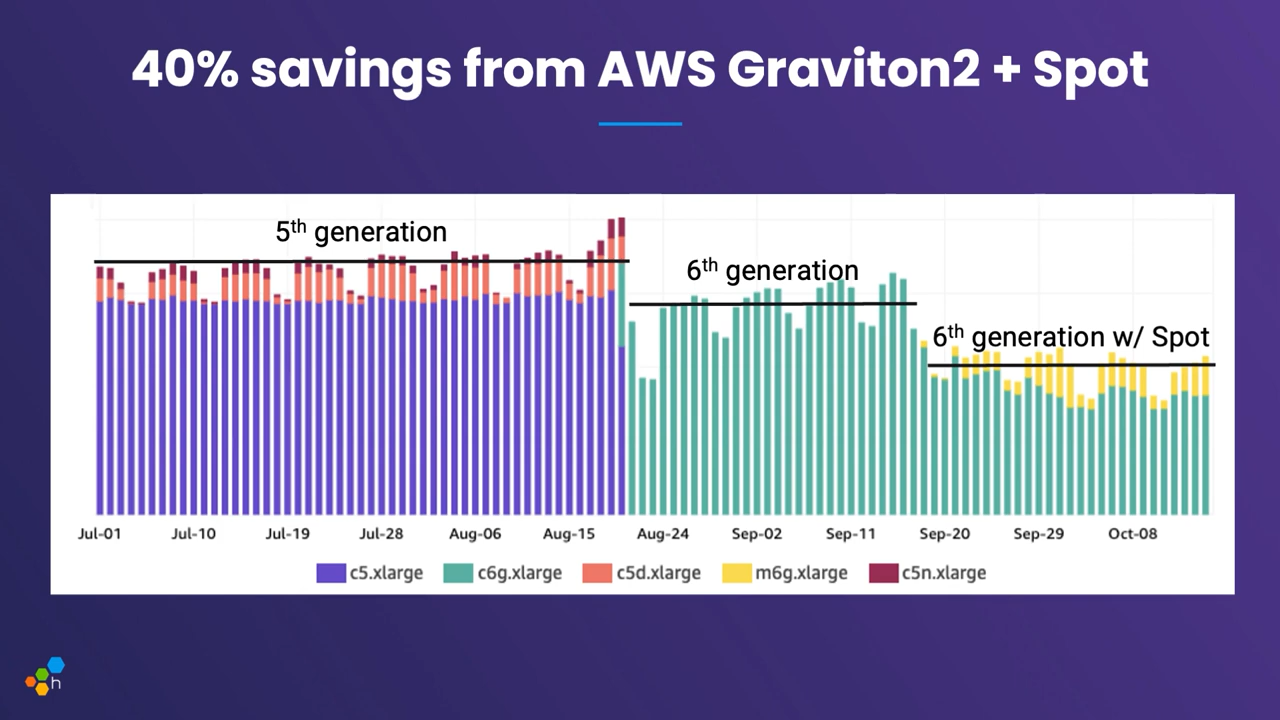 40% savings from AWS Graviton2 + Spot
5th generation
6th generation
6th generation w/ Spot
Jul-01 Jul-10 Jul-19 Jul-28 Aug-06 Aug-15 Aug-24 Sep-02 Sep-11 Sep-20 Sep-29 Oct-08
c5.xlarge c6g.xlarge c5d.xlarge m6g.xlarge c5n.xlarge
h